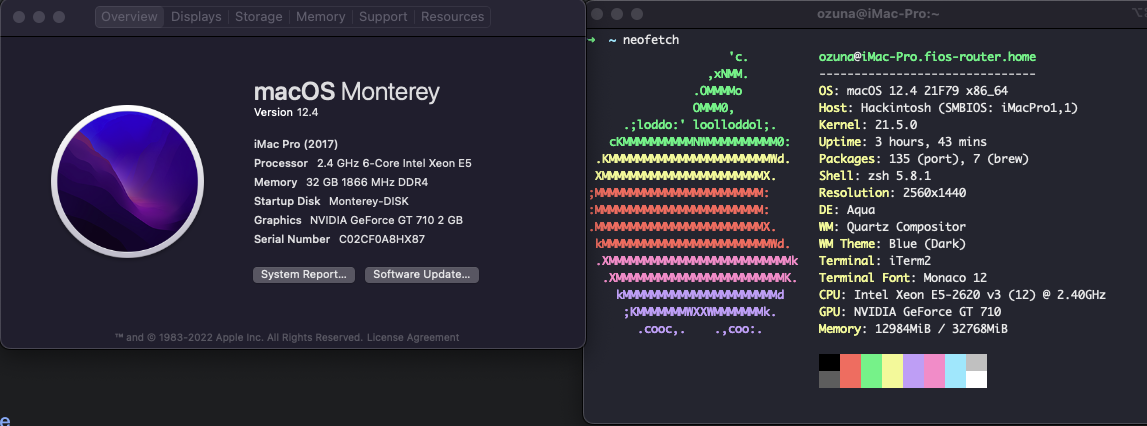 Overview Displays Storage Memory Support Resources
macOS Monterey
Version 12.4
iMac Pro (2017)
Processor 2.4 GHz 6-Core Intel Xeon E5
Memory 32 GB 1866 MHz DDR4
Startup Disk Monterey-DISK
Graphics NVIDIA GeForce GT 710 2 GB
Serial Number C02CF0A8HX87
System Report... Software Update...
™ and © 1983-2022 Apple Inc. All Rights Reserved. License Agreement
e
ozuna@iMac-Pro:~
➜ ~ neofetch
'c. ozuna@iMac-Pro.fios-router.home
,xNMM. -------------------------------
.OMMMMo OS: macOS 12.4 21F79 x86_64
OMMM0, Host: Hackintosh (SMBIOS: iMacPro1,1)
.;loddo:' loolloddol;. Kernel: 21.5.0
cKMMMMMMMMMMNWMMMMMMMMMM0: Uptime: 3 hours, 43 mins
.KMMMMMMMMMMMMMMMMMMMMMMMWd. Packages: 135 (port), 7 (brew)
XMMMMMMMMMMMMMMMMMMMMMMMX. Shell: zsh 5.8.1
;MMMMMMMMMMMMMMMMMMMMMMMM: Resolution: 2560x1440
:MMMMMMMMMMMMMMMMMMMMMMMM: DE: Aqua
.MMMMMMMMMMMMMMMMMMMMMMMMX. WM: Quartz Compositor
kMMMMMMMMMMMMMMMMMMMMMMMMWd. WM Theme: Blue (Dark)
.XMMMMMMMMMMMMMMMMMMMMMMMMMMk Terminal: iTerm2
.XMMMMMMMMMMMMMMMMMMMMMMMMK. Terminal Font: Monaco 12
kMMMMMMMMMMMMMMMMMMMMMMd CPU: Intel Xeon E5-2620 v3 (12) @ 2.40GHz
;KMMMMMMMWXXWMMMMMMMk. GPU: NVIDIA GeForce GT 710
.cooc,. .,coo:. Memory: 12984MiB / 32768MiB